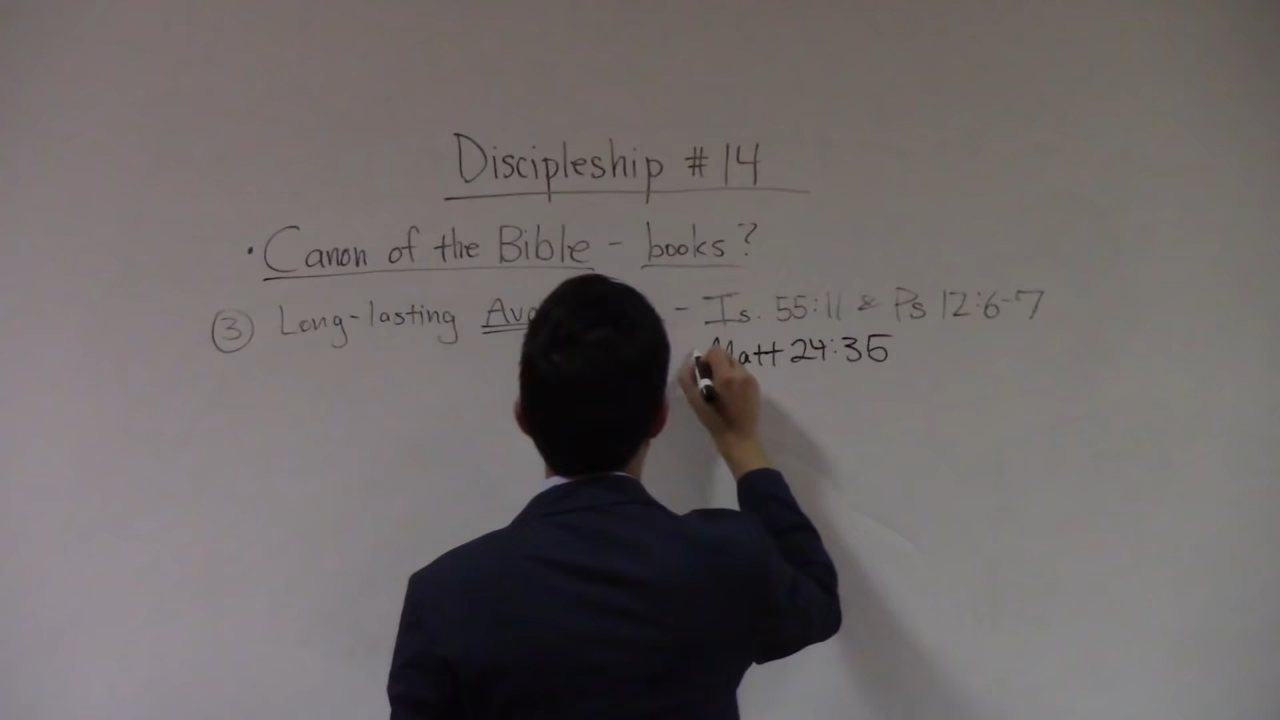 Discipleship #14
• Canon of the Bible - books?
③ Long-lasting - Is. 55:11 & Ps 12:6-7
Matt 24:35